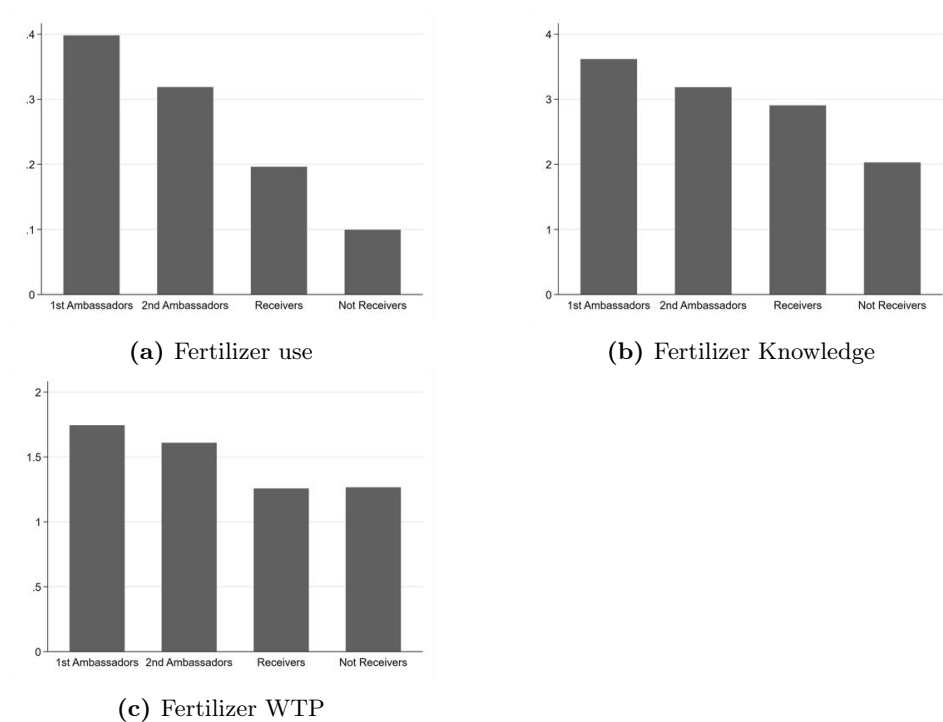 .4
.3
.2
.1
0
1st Ambassadors 2nd Ambassadors Receivers Not Receivers
(a) Fertilizer use
4
3
2
1
0
1st Ambassadors 2nd Ambassadors Receivers Not Receivers
(b) Fertilizer Knowledge
2
1.5
1
.5
0
1st Ambassadors 2nd Ambassadors Receivers Not Receivers
(c) Fertilizer WTP